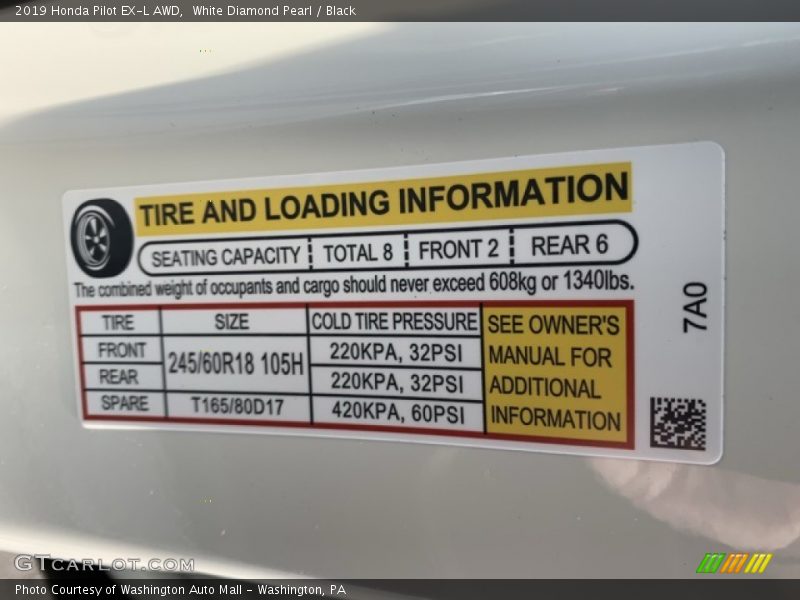 2019 Honda Pilot EX-L AWD,  White Diamond Pearl / Black
TIRE AND LOADING INFORMATION
SEATING CAPACITY TOTAL 8 FRONT 2 REAR 6
The combined weight of occupants and cargo should never exceed 608kg or 1340lbs.
TIRE SIZE COLD TIRE PRESSURE
FRONT 245/60R18 105H 220KPA, 32PSI
REAR 220KPA, 32PSI
SPARE T165/80D17 420KPA, 60PSI
SEE OWNER'S
MANUAL FOR
ADDITIONAL
INFORMATION
7A0
GTCARLOT.COM
Photo Courtesy of Washington Auto Mall - Washington, PA